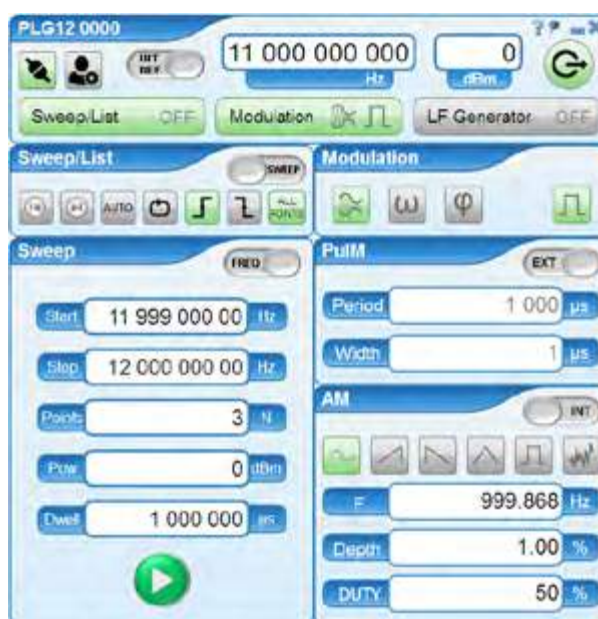 PLG12 0000
INT
REF
11 000 000 000
Hz
0
dBm
Sweep/List OFF
Modulation
LF Generator OFF
Sweep/List
SWEEP
AUTO
ALL
POINTS
Modulation
ω
φ
Sweep
FREQ
Start 11 999 000 00 Hz
Stop 12 000 000 00 Hz
Points 3 N
Pow 0 dBm
Dwell 1 000 000 µs
PulM
EXT
Period 1 000 µs
Width 1 µs
AM
INT
F 999.868 Hz
Depth 1.00 %
DUTY 50 %